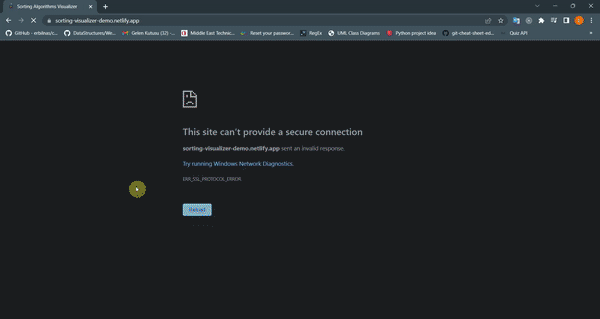 Sorting Algorithms Visualizer
sorting-visualizer-demo.netlify.app
GitHub - erblinas/c... DataStructures/We... Gelen Kutusu (32) -... Middle East Technic... Reset your passwor... RegEx UML Class Diagrams Python project idea git-cheat-sheet-ed... Quiz API
This site can't provide a secure connection
sorting-visualizer-demo.netlify.app sent an invalid response.
Try running Windows Network Diagnostics.
ERR_SSL_PROTOCOL_ERROR
Reload